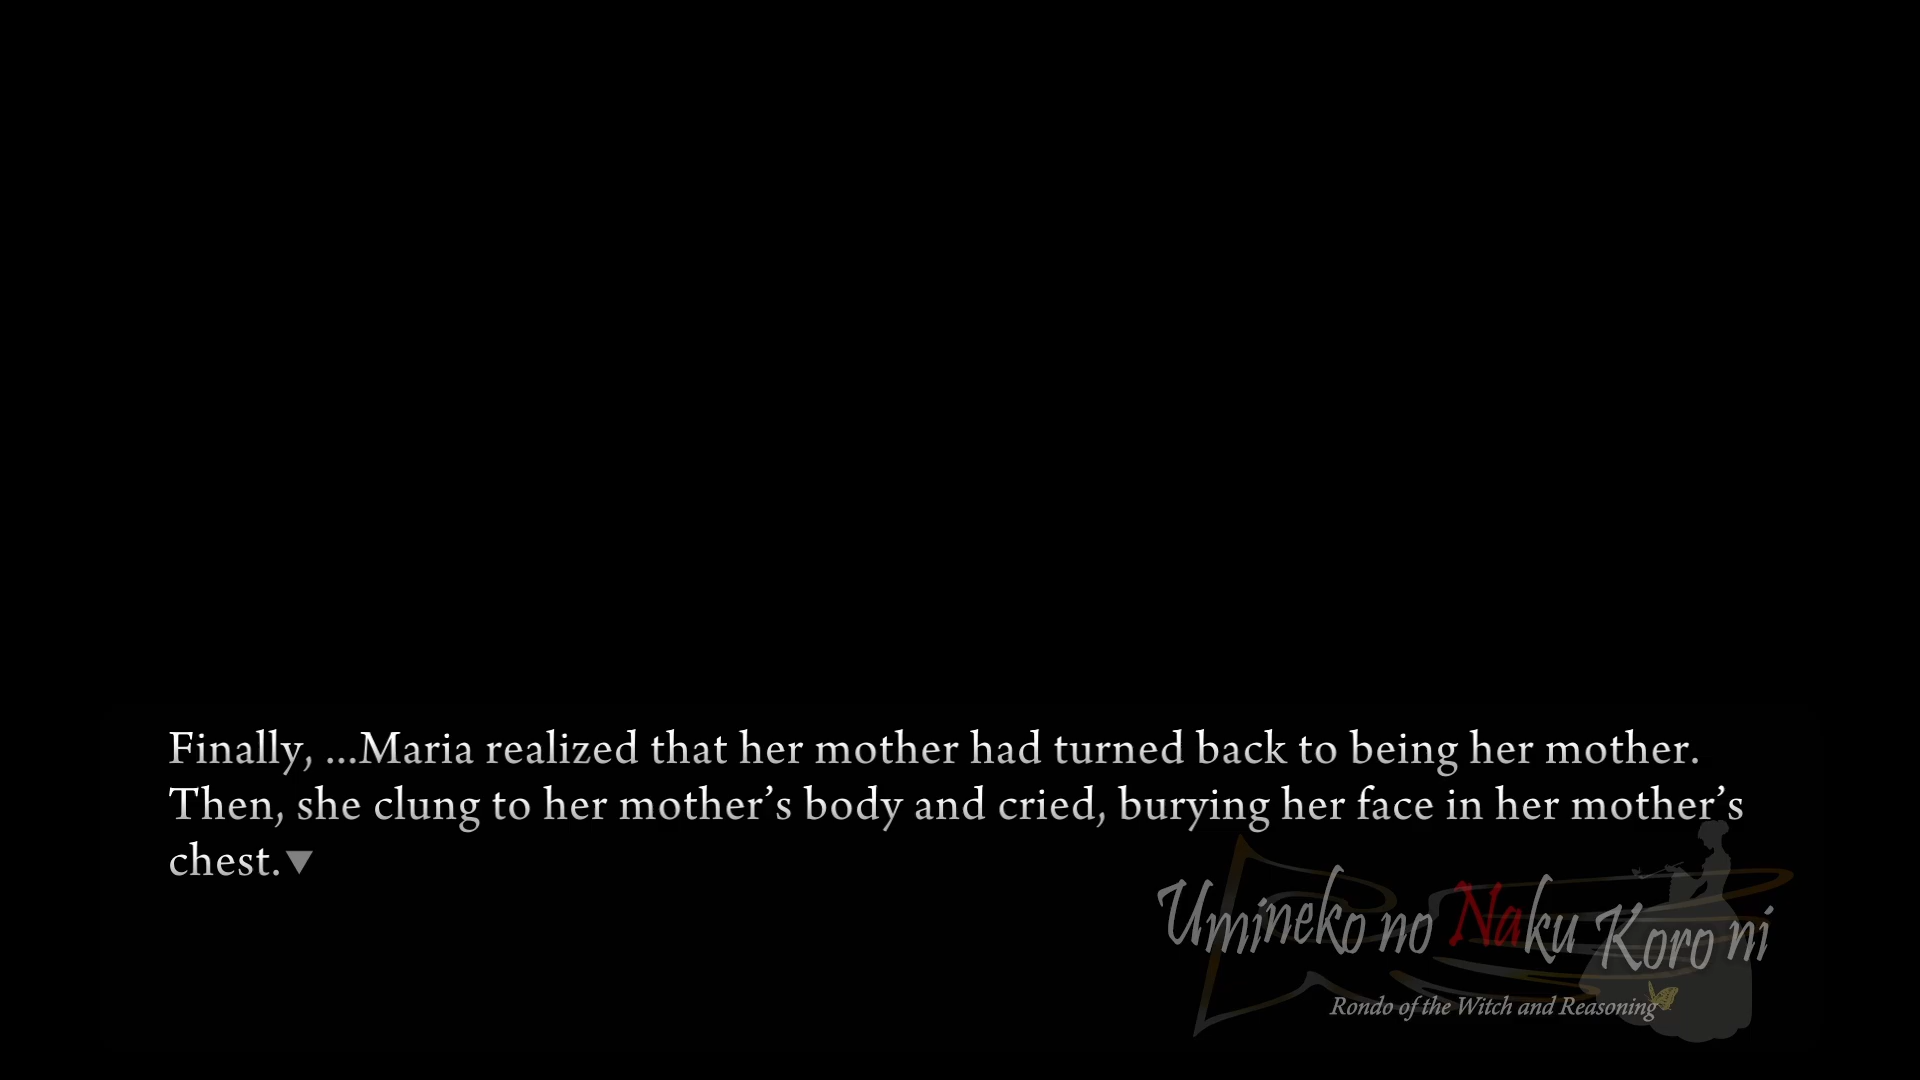 Finally, ...Maria realized that her mother had turned back to being her mother.
Then, she clung to her mother’s body and cried, burying her face in her mother’s
chest.▼
Umineko no Naku Koro ni
Rondo of the Witch and Reasoning